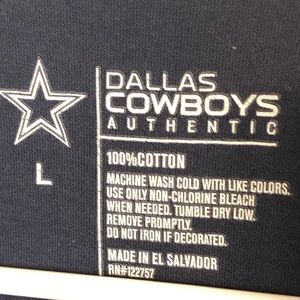 DALLAS
COWBOYS
AUTHENTIC
L
100%COTTON
MACHINE WASH COLD WITH LIKE COLORS.
USE ONLY NON-CHLORINE BLEACH
WHEN NEEDED. TUMBLE DRY LOW.
REMOVE PROMPTLY.
DO NOT IRON IF DECORATED.
MADE IN EL SALVADOR
RN#122757